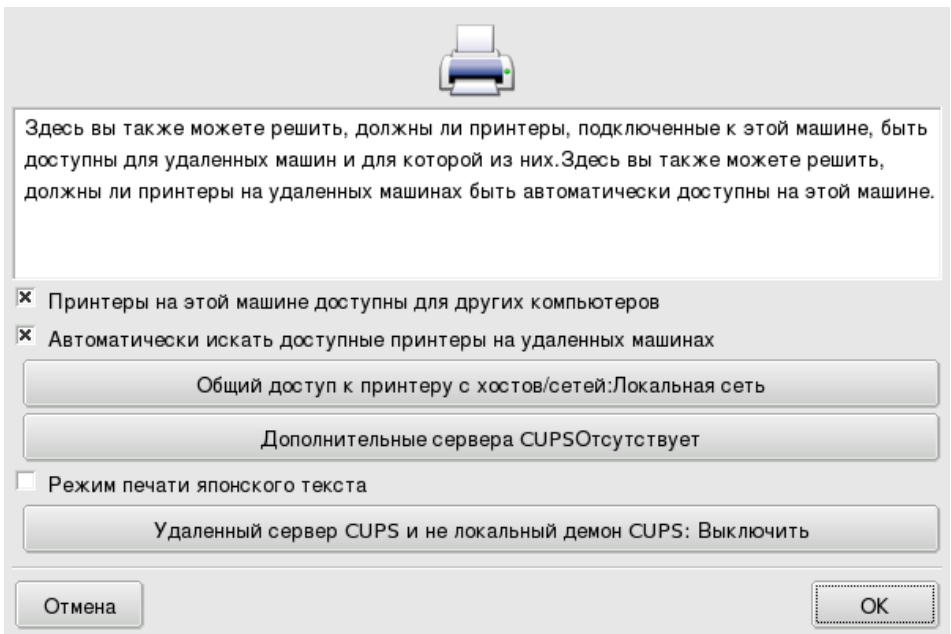 Здесь вы также можете решить, должны ли принтеры, подключенные к этой машине, быть
доступны для удаленных машин и для которой из них.Здесь вы также можете решить,
должны ли принтеры на удаленных машинах быть автоматически доступны на этой машине.
Принтеры на этой машине доступны для других компьютеров
Автоматически искать доступные принтеры на удаленных машинах
Общий доступ к принтеру с хостов/сетей:Локальная сеть
Дополнительные сервера CUPSОтсутствует
Режим печати японского текста
Удаленный сервер CUPS и не локальный демон CUPS: Выключить
Отмена
OK